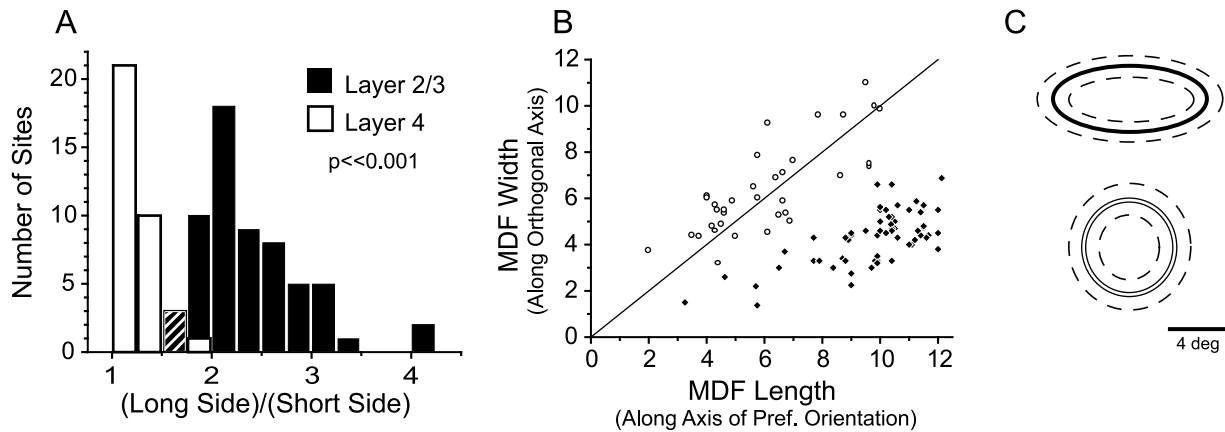 A
Number of Sites
20
15
10
5
0
Layer 2/3
Layer 4
p<<0.001
1
2
3
4
(Long Side)/(Short Side)
B
MDF Width
(Along Orthogonal Axis)
12
10
8
6
4
2
0
0
2
4
6
8
10
12
MDF Length
(Along Axis of Pref. Orientation)
C
4 deg